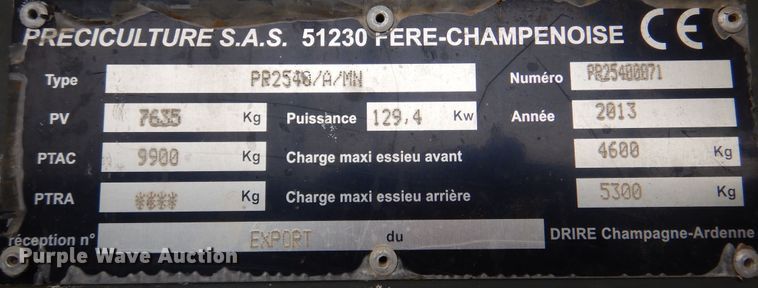 PRECICULTURE S.A.S. 51230 FERE-CHAMPENOISE CE
Type PR2540/A/MN Numéro PR25400071
PV 7635 Kg Puissance 129,4 Kw Année 2013
PTAC 9900 Kg Charge maxi essieu avant 4600 Kg
PTRA **** Kg Charge maxi essieu arrière 5300 Kg
réception n° EXPORT du DRIRE Champagne-Ardenne
Purple Wave Auction